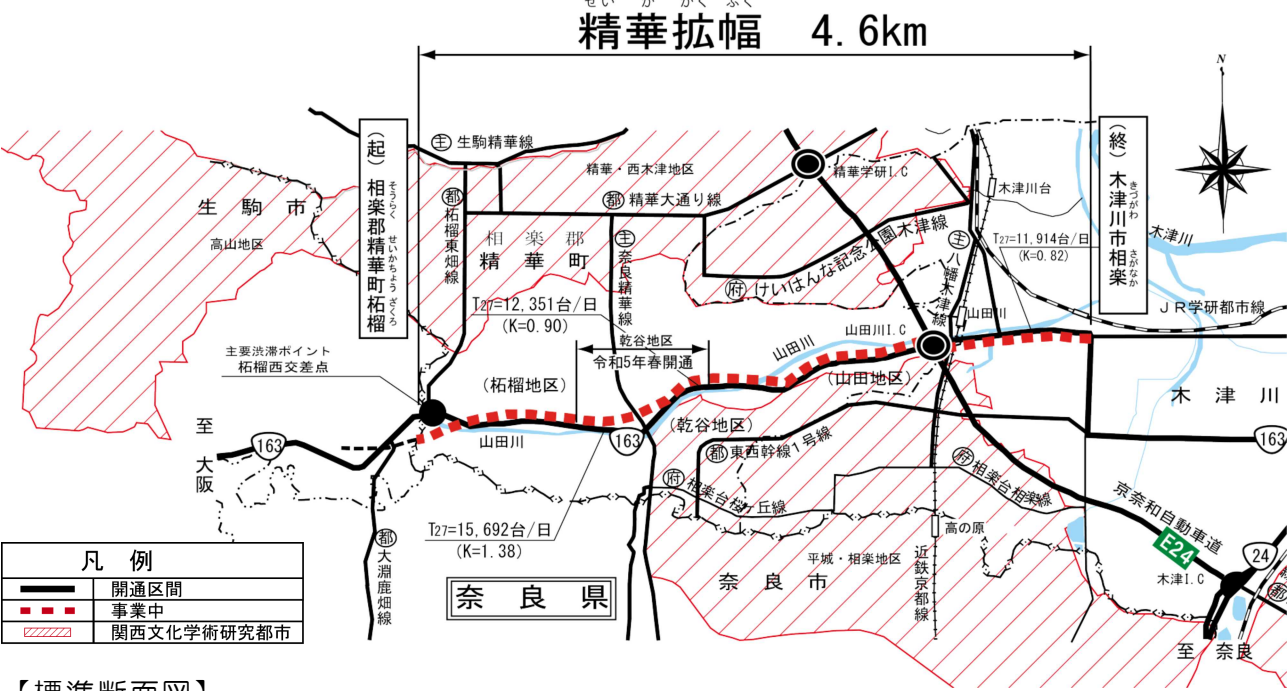 せい か かく ふく
精華拡幅 4.6km
N
(起)相楽郡精華町柘榴
そうらく せいかちょう ざくろ
(終)木津川市相楽
きづがわ さがなか
主 生駒精華線
精華・西木津地区
精華学研I.C
都 精華大通り線
都 柘榴東畑線
木津川台
生駒市
高山地区
相楽郡
精華町
主 奈良精華線
府 けいはんな記念公園木津線
主 八幡木津線
T27=11,914台/日
(K=0.82)
木津川
JR学研都市線
T27=12,351台/日
(K=0.90)
乾谷地区
令和5年春開通
山田川
山田川I.C
山田川
主要渋滞ポイント
柘榴西交差点
(柘榴地区)
(山田地区)
木津川
至大阪
163
山田川
163
(乾谷地区)
163
都 東西幹線1号線
府 相楽台桜ヶ丘線
府 相楽台相楽線
京奈和自動車道
E24
24
T27=15,692台/日
(K=1.38)
高の原
都 大淵鹿畑線
平城・相楽地区
近鉄京都線
木津I.C
都
線
奈良県
奈良市
至 奈良
凡例
開通区間
事業中
関西文化学術研究都市
【標準断面図】